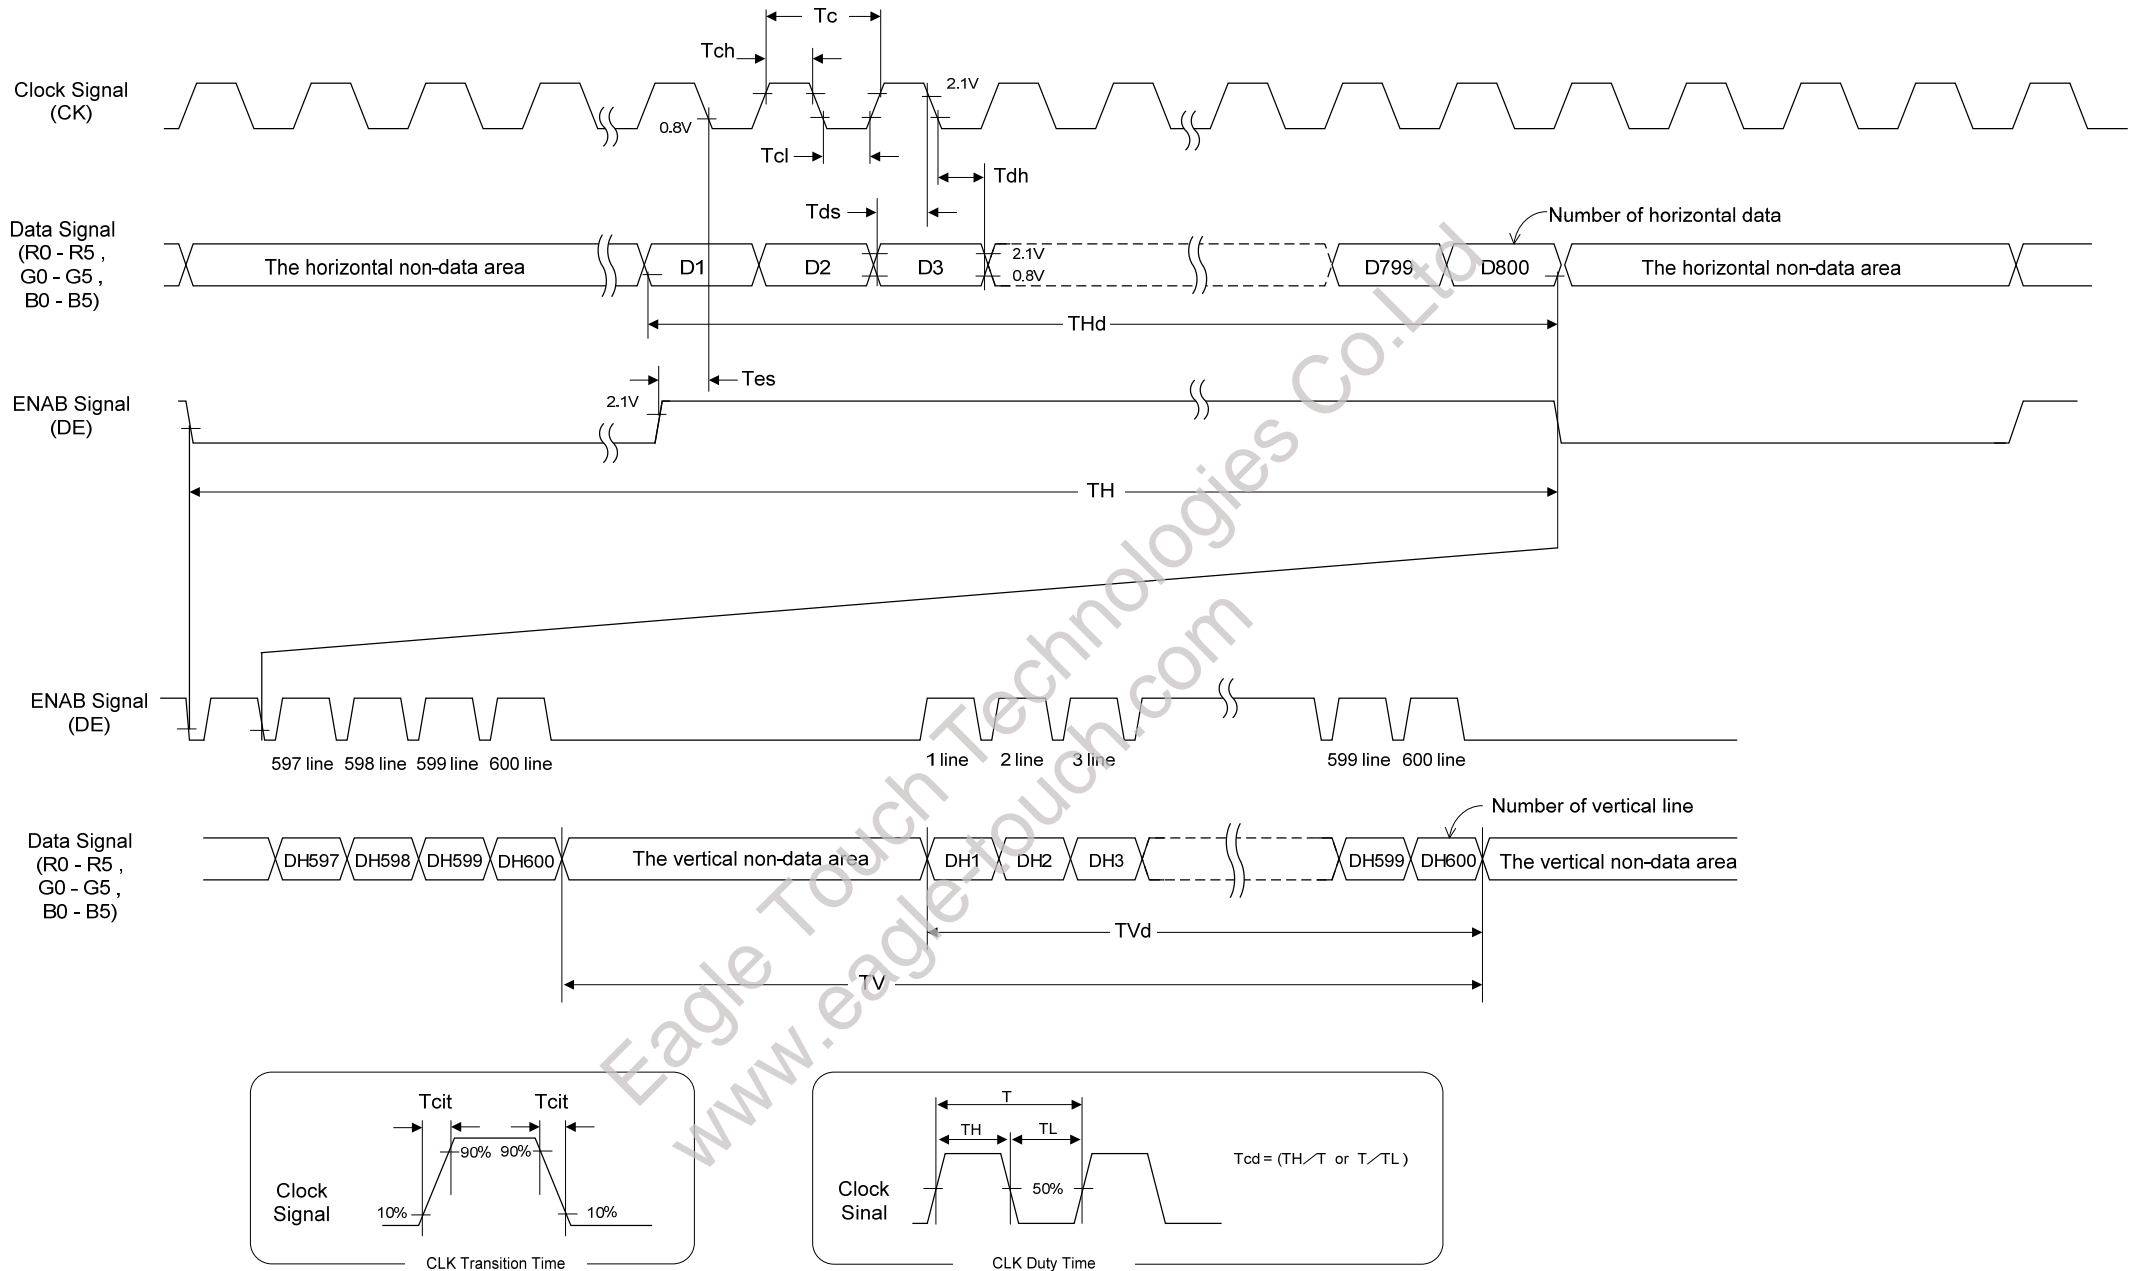 Tc
Tch
Clock Signal
(CK)
2.1V
0.8V
Tcl
Tdh
Tds
Data Signal
(R0 - R5 ,
G0 - G5 ,
B0 - B5)
Number of horizontal data
The horizontal non-data area
D1
D2
D3
2.1V
0.8V
D799
D800
The horizontal non-data area
THd
Tes
ENAB Signal
(DE)
2.1V
TH
ENAB Signal
(DE)
597 line
598 line
599 line
600 line
1 line
2 line
3 line
599 line
600 line
Number of vertical line
Data Signal
(R0 - R5 ,
G0 - G5 ,
B0 - B5)
DH597
DH598
DH599
DH600
The vertical non-data area
DH1
DH2
DH3
DH599
DH600
The vertical non-data area
TVd
TV
Eagle Touch Technologies Co.Ltd
www.eagle-touch.com
Tcit
Tcit
90%
90%
Clock
Signal
10%
10%
CLK Transition Time
T
TH
TL
Tcd = (TH／T or T／TL )
Clock
Sinal
50%
CLK Duty Time